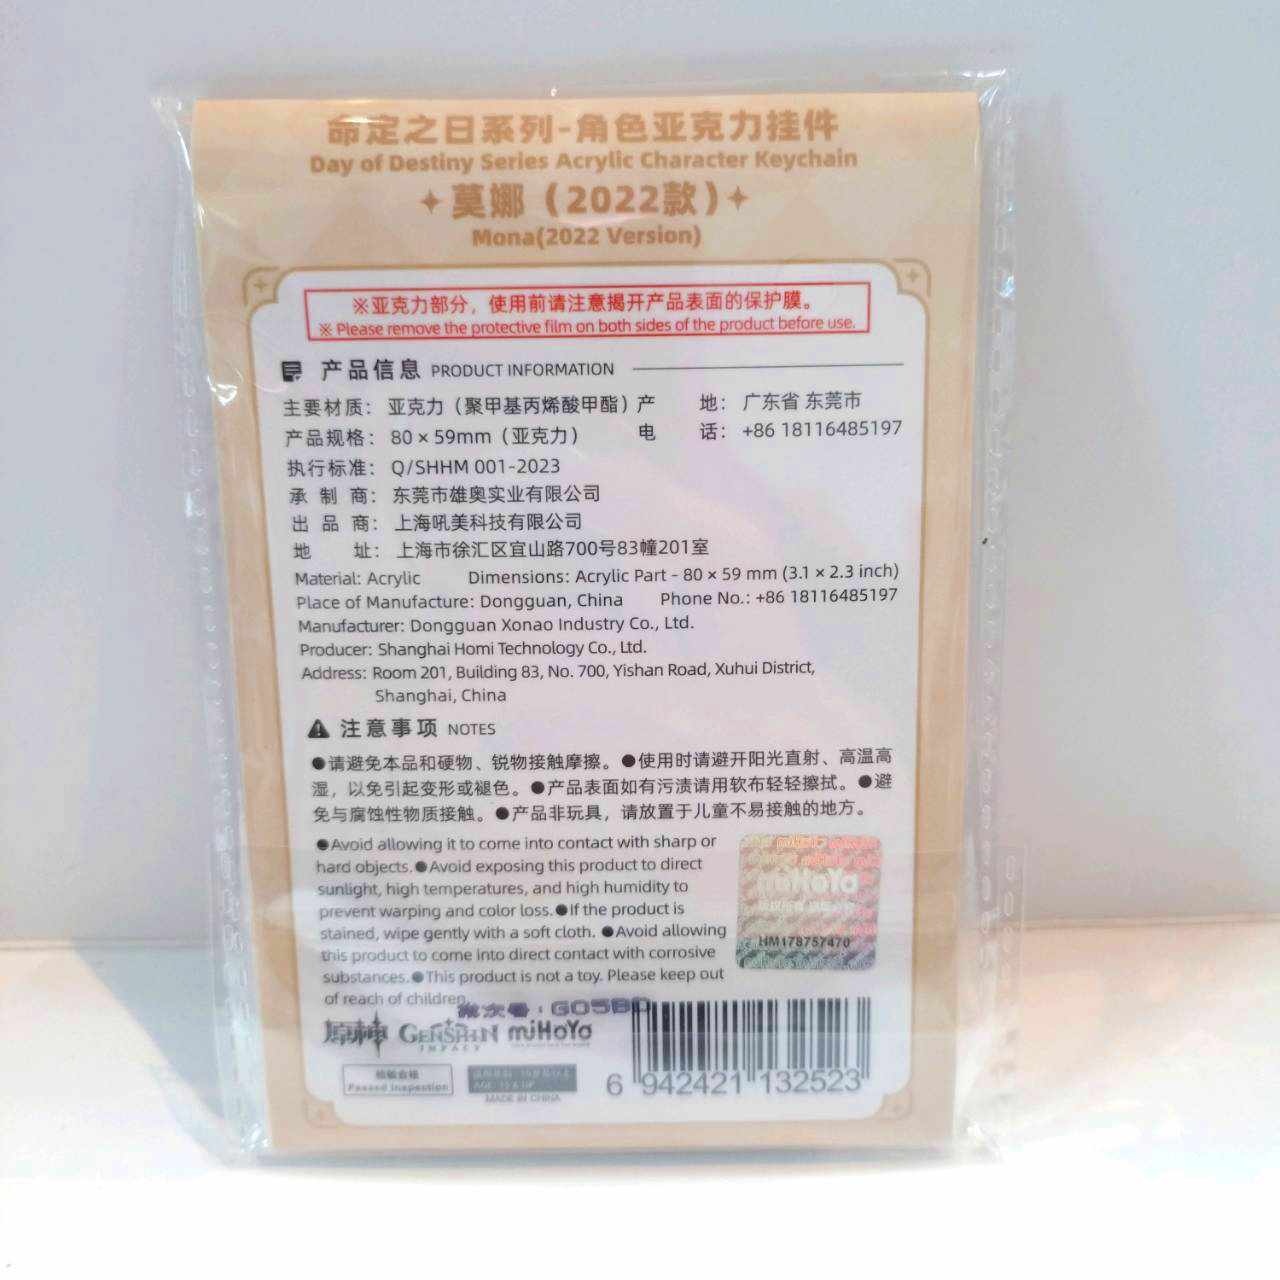 命定之日系列-角色亚克力挂件
Day of Destiny Series Acrylic Character Keychain
莫娜（2022款）
Mona(2022 Version)
※亚克力部分，使用前请注意揭开产品表面的保护膜。
※ Please remove the protective film on both sides of the product before use.
产品信息 PRODUCT INFORMATION
主要材质： 亚克力（聚甲基丙烯酸甲酯） 产 地： 广东省 东莞市
产品规格： 80 × 59mm（亚克力） 电 话： +86 18116485197
执行标准： Q/SHHM 001-2023
承 制 商： 东莞市雄奥实业有限公司
出 品 商： 上海吼美科技有限公司
地 址： 上海市徐汇区宜山路700号83幢201室
Material: Acrylic Dimensions: Acrylic Part - 80 × 59 mm (3.1 × 2.3 inch)
Place of Manufacture: Dongguan, China Phone No.: +86 18116485197
Manufacturer: Dongguan Xonao Industry Co., Ltd.
Producer: Shanghai Homi Technology Co., Ltd.
Address: Room 201, Building 83, No. 700, Yishan Road, Xuhui District,
Shanghai, China
注意事项 NOTES
●请避免本品和硬物、锐物接触摩擦。●使用时请避开阳光直射、高温高
湿，以免引起变形或褪色。●产品表面如有污渍请用软布轻轻擦拭。●避
免与腐蚀性物质接触。●产品非玩具，请放置于儿童不易接触的地方。
●Avoid allowing it to come into contact with sharp or
hard objects.●Avoid exposing this product to direct
sunlight, high temperatures, and high humidity to
prevent warping and color loss.●If the product is
stained, wipe gently with a soft cloth. ●Avoid allowing
this product to come into direct contact with corrosive
substances.●This product is not a toy. Please keep out
of reach of children.
miHoYo
HM178757470
批次号：G05BD
原神 GENSHIN IMPACT miHoYo
检验合格
Passed Inspection
AGE: 15 & UP
MADE IN CHINA
6 942421 132523